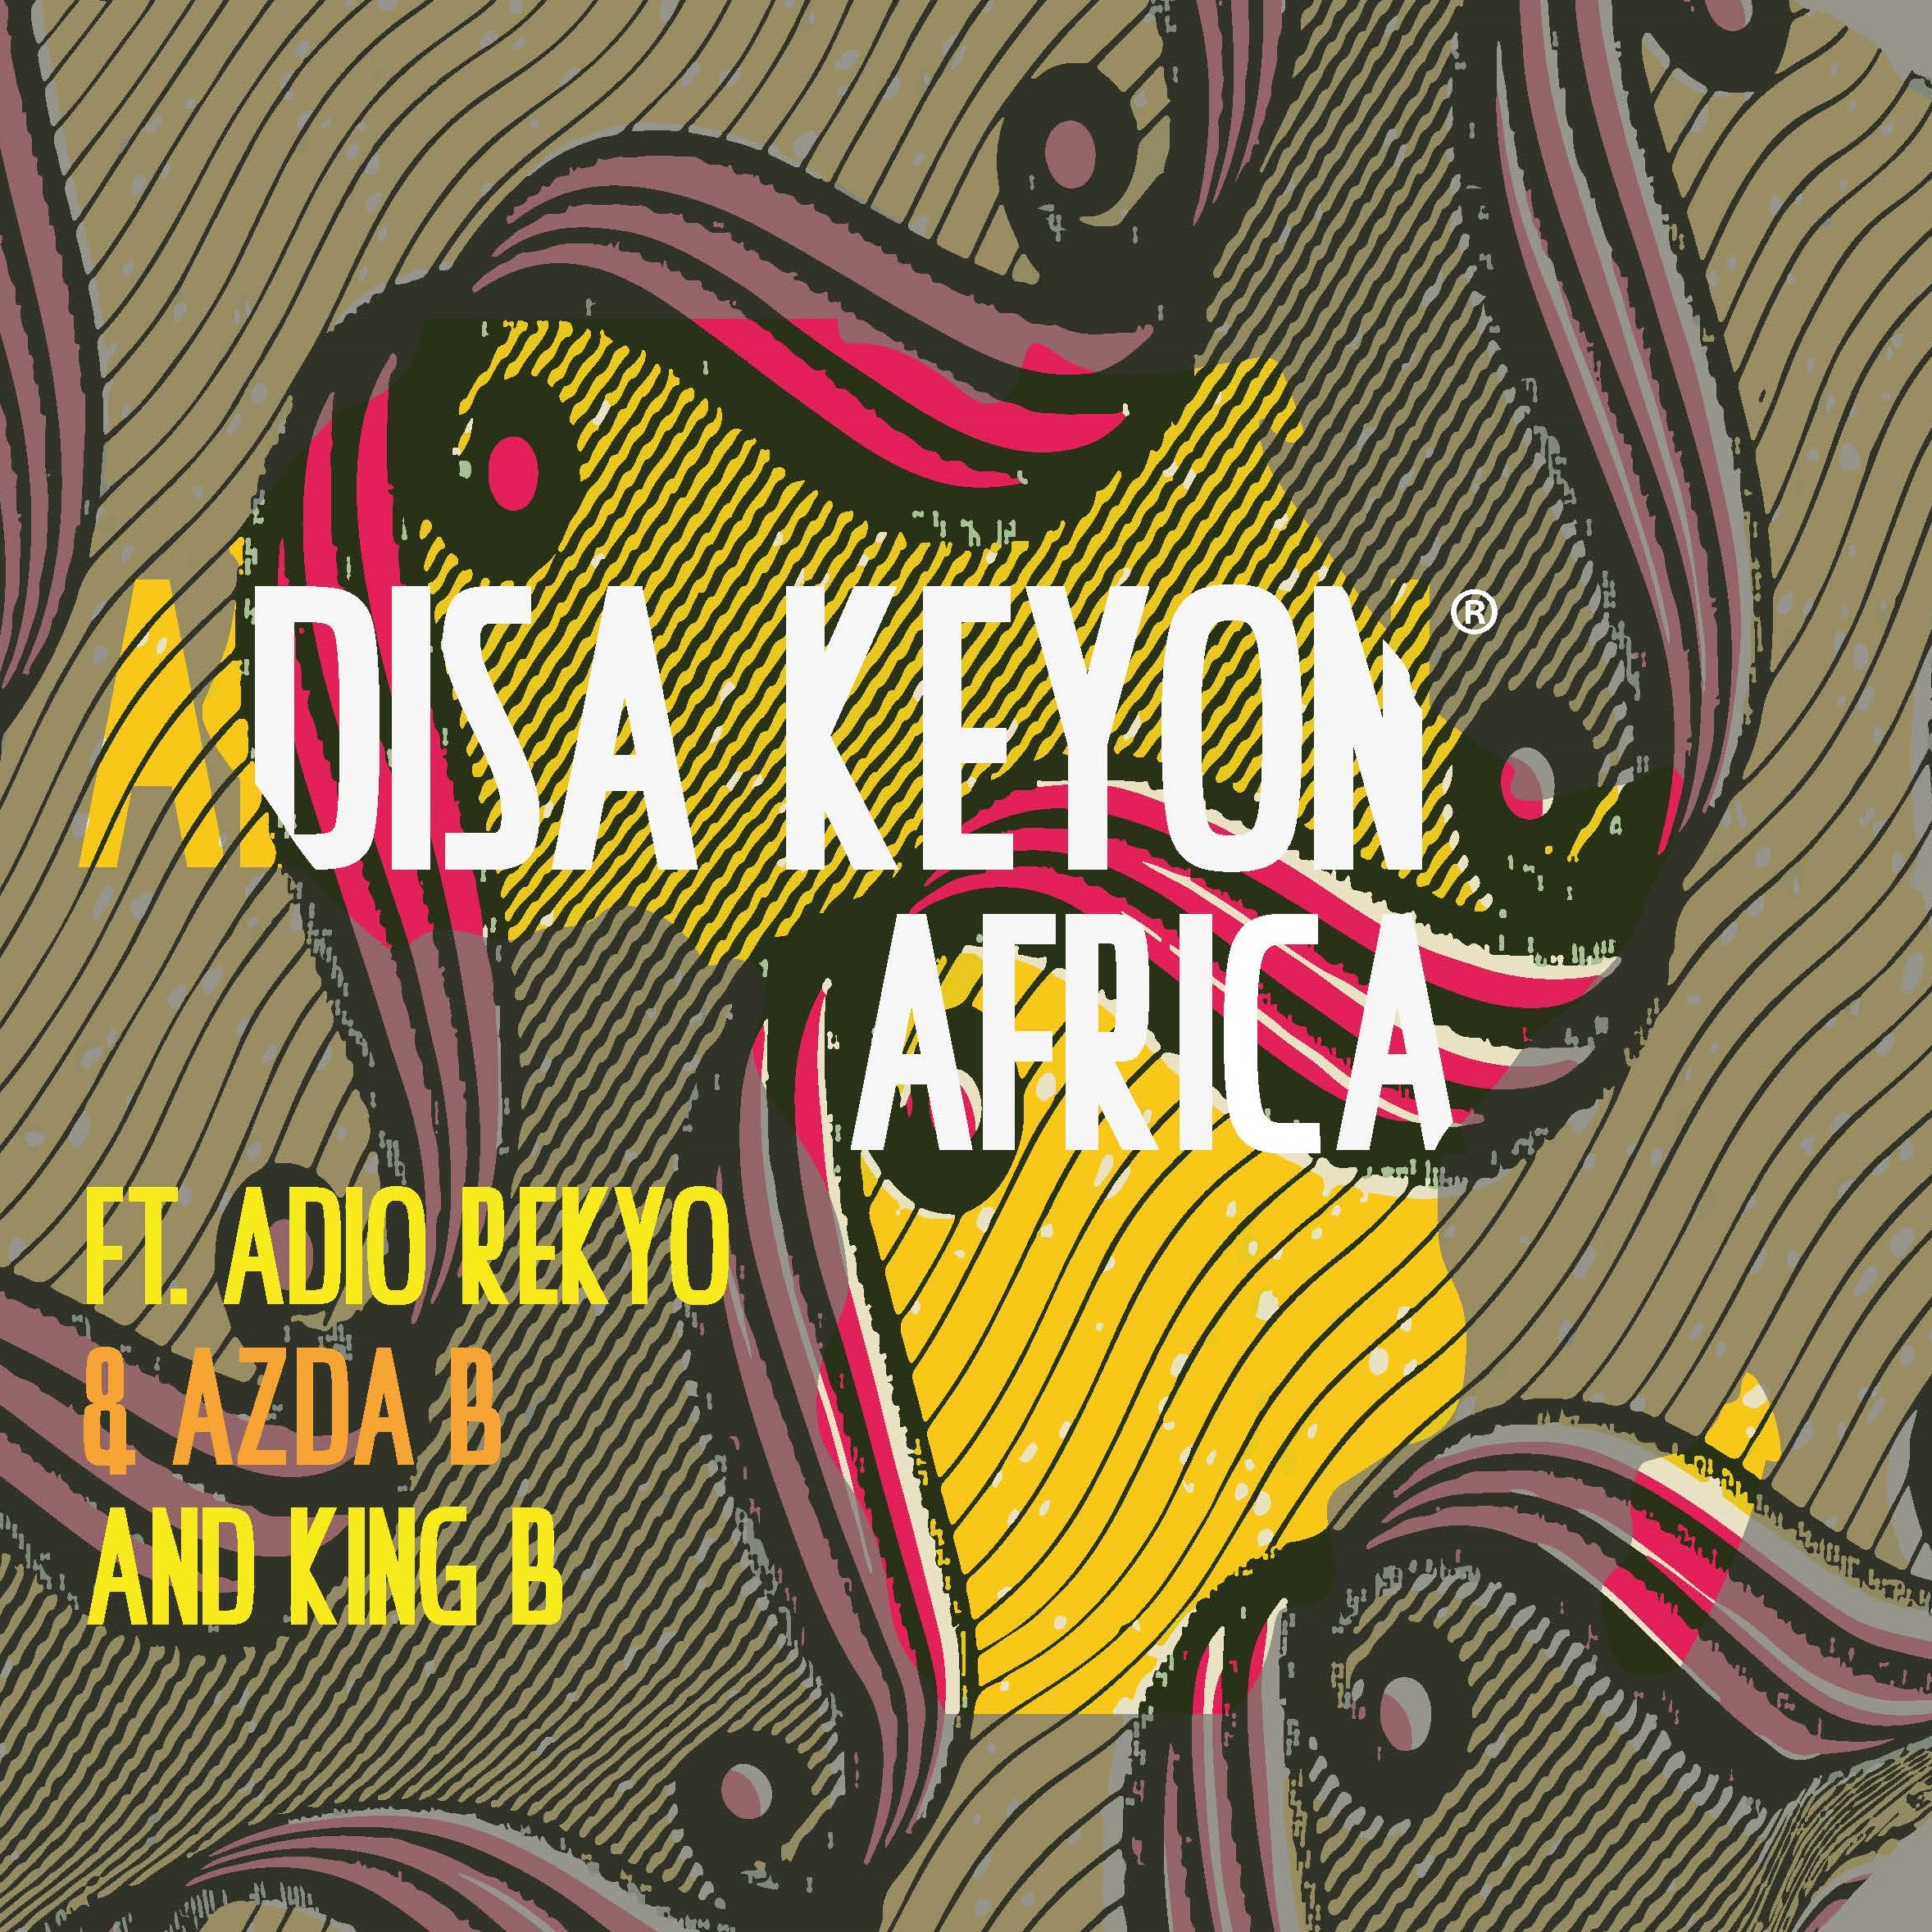 ADISA KEYON®
AFRICA
FT. ADIO REKYO
& AZDA B
AND KING B